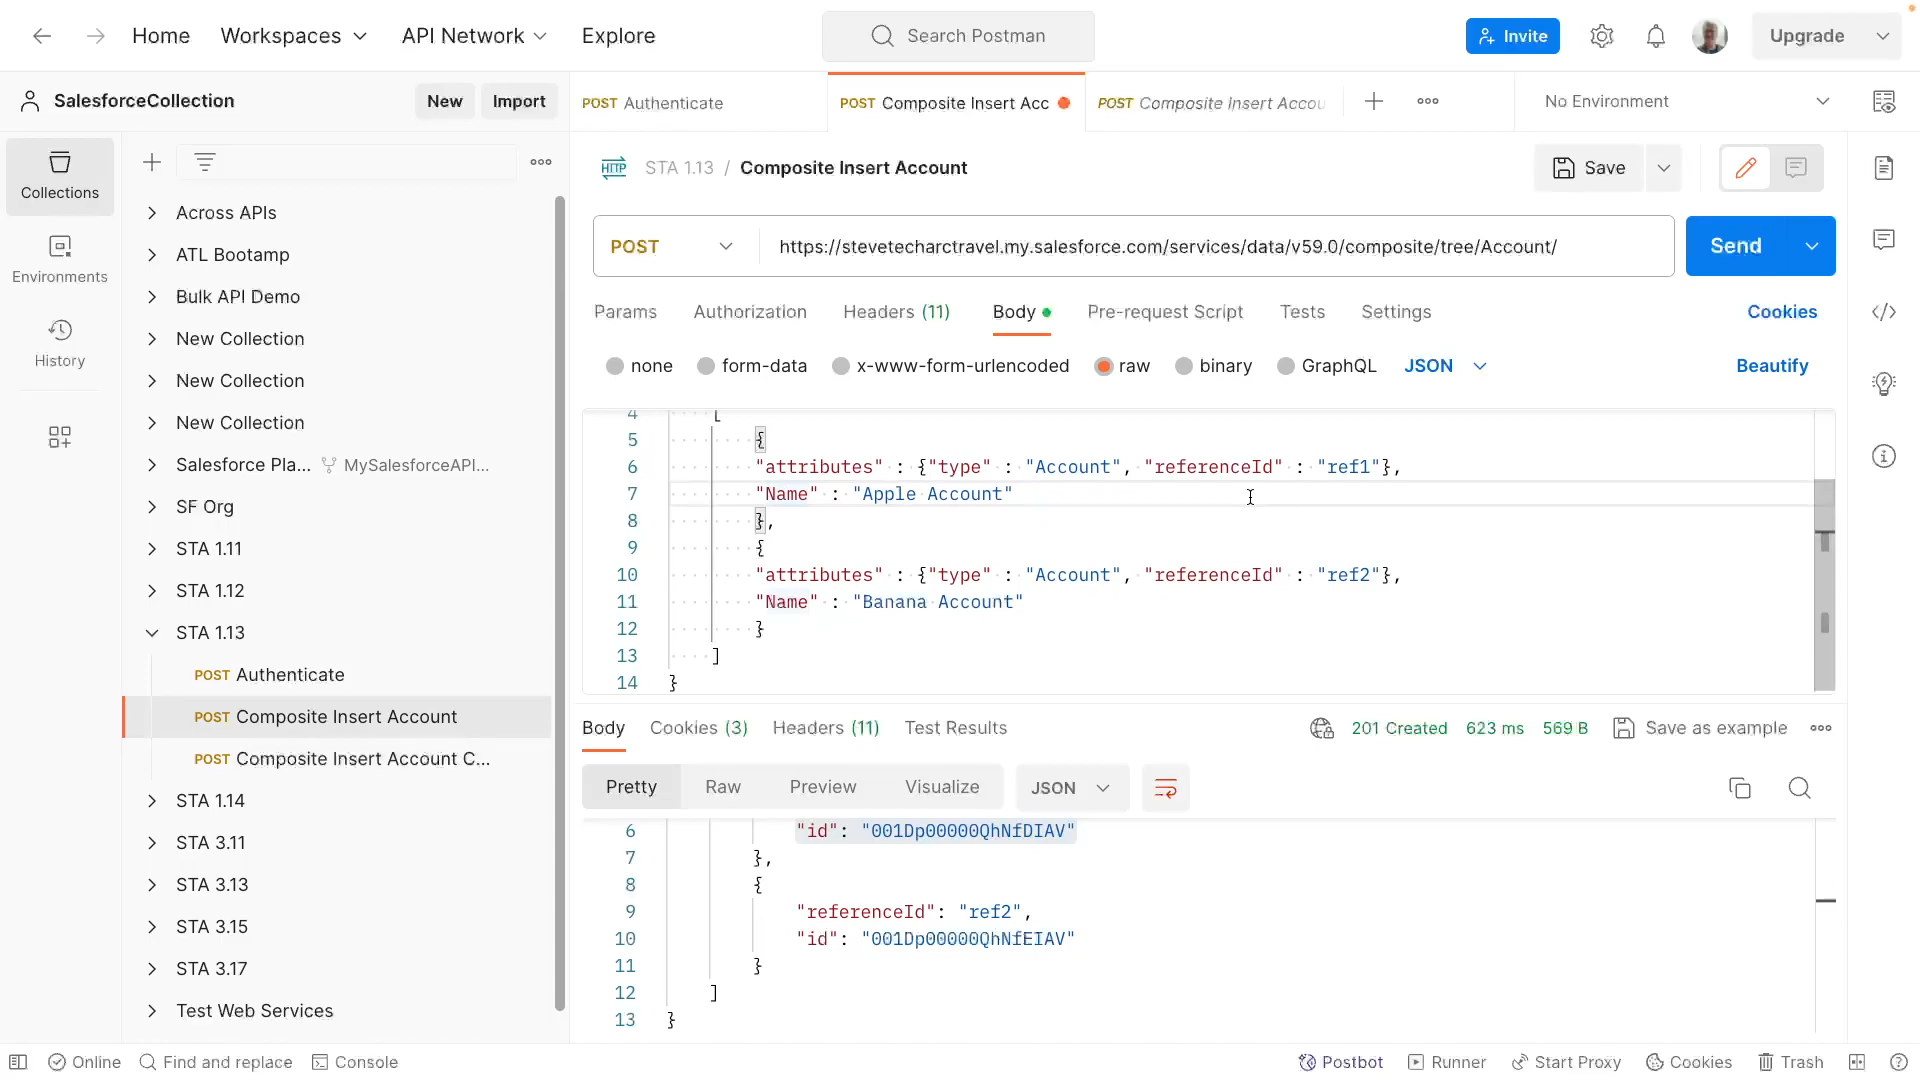 Home Workspaces API Network Explore Search Postman Invite Upgrade
SalesforceCollection New Import POST Authenticate POST Composite Insert Acc POST Composite Insert Accou No Environment
Collections
Environments
History
Across APIs
ATL Bootamp
Bulk API Demo
New Collection
New Collection
New Collection
Salesforce Pla... MySalesforceAPI...
SF Org
STA 1.11
STA 1.12
STA 1.13
POST Authenticate
POST Composite Insert Account
POST Composite Insert Account C...
STA 1.14
STA 3.11
STA 3.13
STA 3.15
STA 3.17
Test Web Services
HTTP STA 1.13 / Composite Insert Account Save
POST https://stevetecharctravel.my.salesforce.com/services/data/v59.0/composite/tree/Account/ Send
Params Authorization Headers (11) Body Pre-request Script Tests Settings Cookies
none form-data x-www-form-urlencoded raw binary GraphQL JSON Beautify
4 [
5 {
6 "attributes" : {"type" : "Account", "referenceId" : "ref1"},
7 "Name" : "Apple Account"
8 },
9 {
10 "attributes" : {"type" : "Account", "referenceId" : "ref2"},
11 "Name" : "Banana Account"
12 }
13 ]
14 }
Body Cookies (3) Headers (11) Test Results 201 Created 623 ms 569 B Save as example
Pretty Raw Preview Visualize JSON
6 "id": "001Dp00000QhNfDIAV"
7 },
8 {
9 "referenceId": "ref2",
10 "id": "001Dp00000QhNfEIAV"
11 }
12 ]
13 }
Online Find and replace Console Postbot Runner Start Proxy Cookies Trash